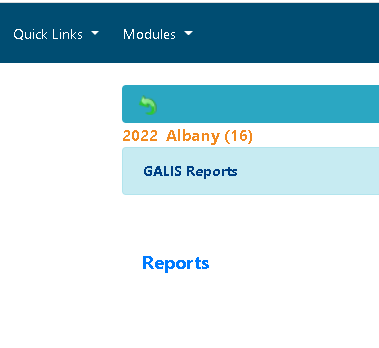 Quick Links Modules
2022 Albany (16)
GALIS Reports
Reports